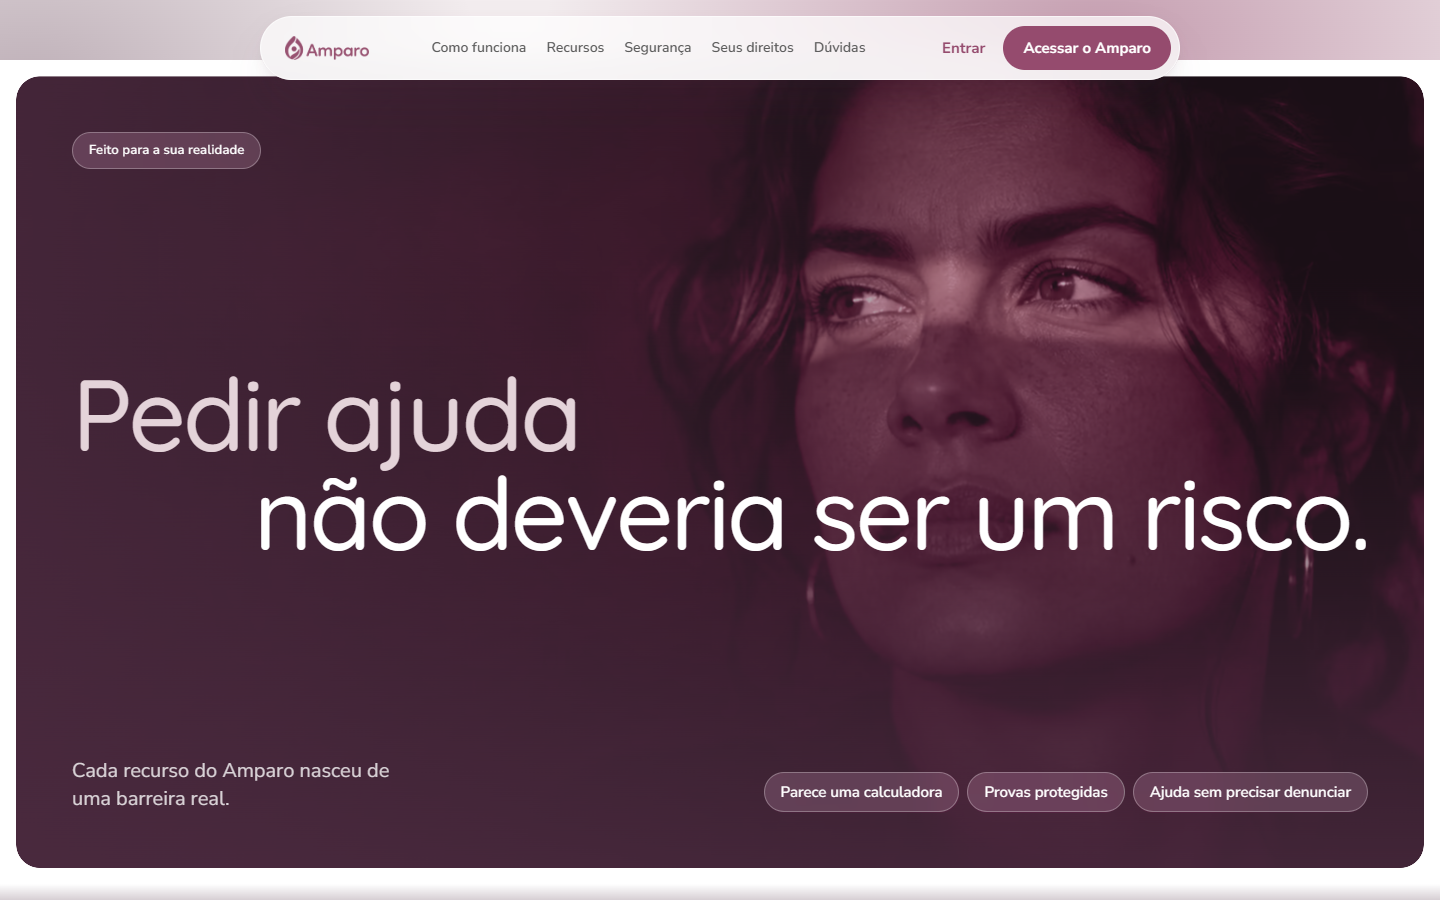 Amparo
Como funciona
Recursos
Segurança
Seus direitos
Dúvidas
Entrar
Acessar o Amparo
Feito para a sua realidade
Pedir ajuda
não deveria ser um risco.
Cada recurso do Amparo nasceu de
uma barreira real.
Parece uma calculadora
Provas protegidas
Ajuda sem precisar denunciar